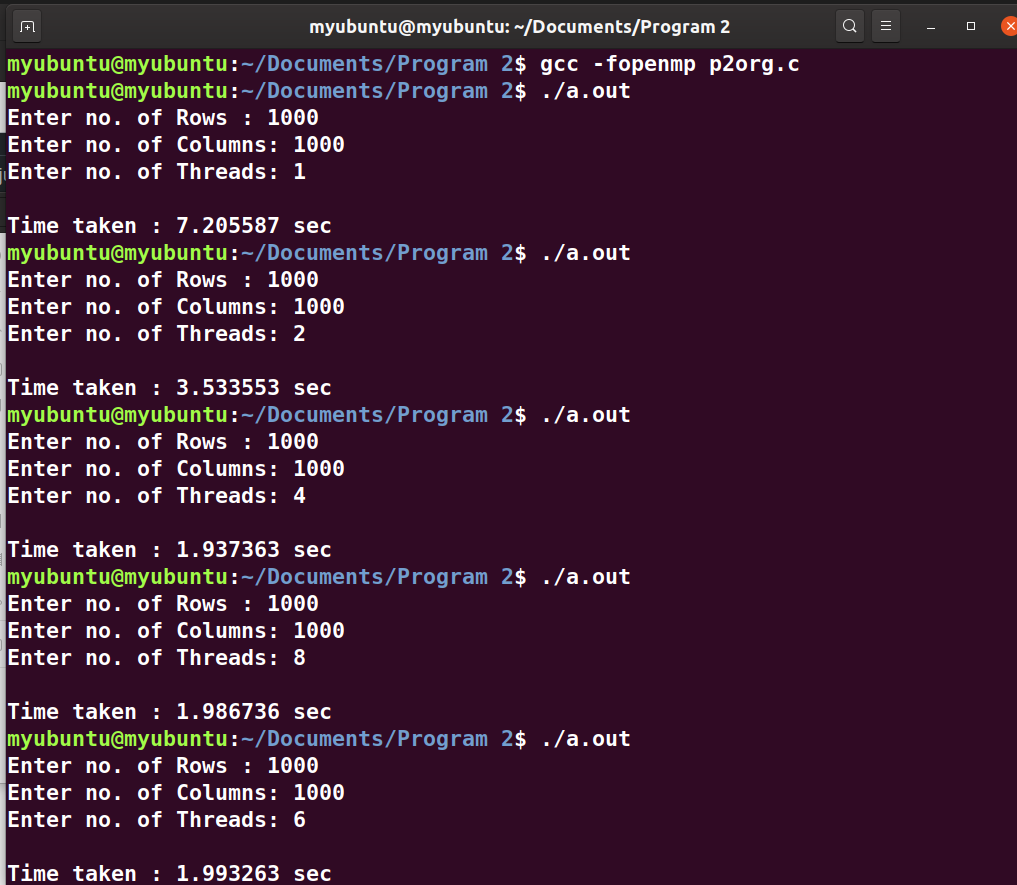 myubuntu@myubuntu: ~/Documents/Program 2
myubuntu@myubuntu:~/Documents/Program 2$ gcc -fopenmp p2org.c
myubuntu@myubuntu:~/Documents/Program 2$ ./a.out
Enter no. of Rows : 1000
Enter no. of Columns: 1000
Enter no. of Threads: 1
Time taken : 7.205587 sec
myubuntu@myubuntu:~/Documents/Program 2$ ./a.out
Enter no. of Rows : 1000
Enter no. of Columns: 1000
Enter no. of Threads: 2
Time taken : 3.533553 sec
myubuntu@myubuntu:~/Documents/Program 2$ ./a.out
Enter no. of Rows : 1000
Enter no. of Columns: 1000
Enter no. of Threads: 4
Time taken : 1.937363 sec
myubuntu@myubuntu:~/Documents/Program 2$ ./a.out
Enter no. of Rows : 1000
Enter no. of Columns: 1000
Enter no. of Threads: 8
Time taken : 1.986736 sec
myubuntu@myubuntu:~/Documents/Program 2$ ./a.out
Enter no. of Rows : 1000
Enter no. of Columns: 1000
Enter no. of Threads: 6
Time taken : 1.993263 sec